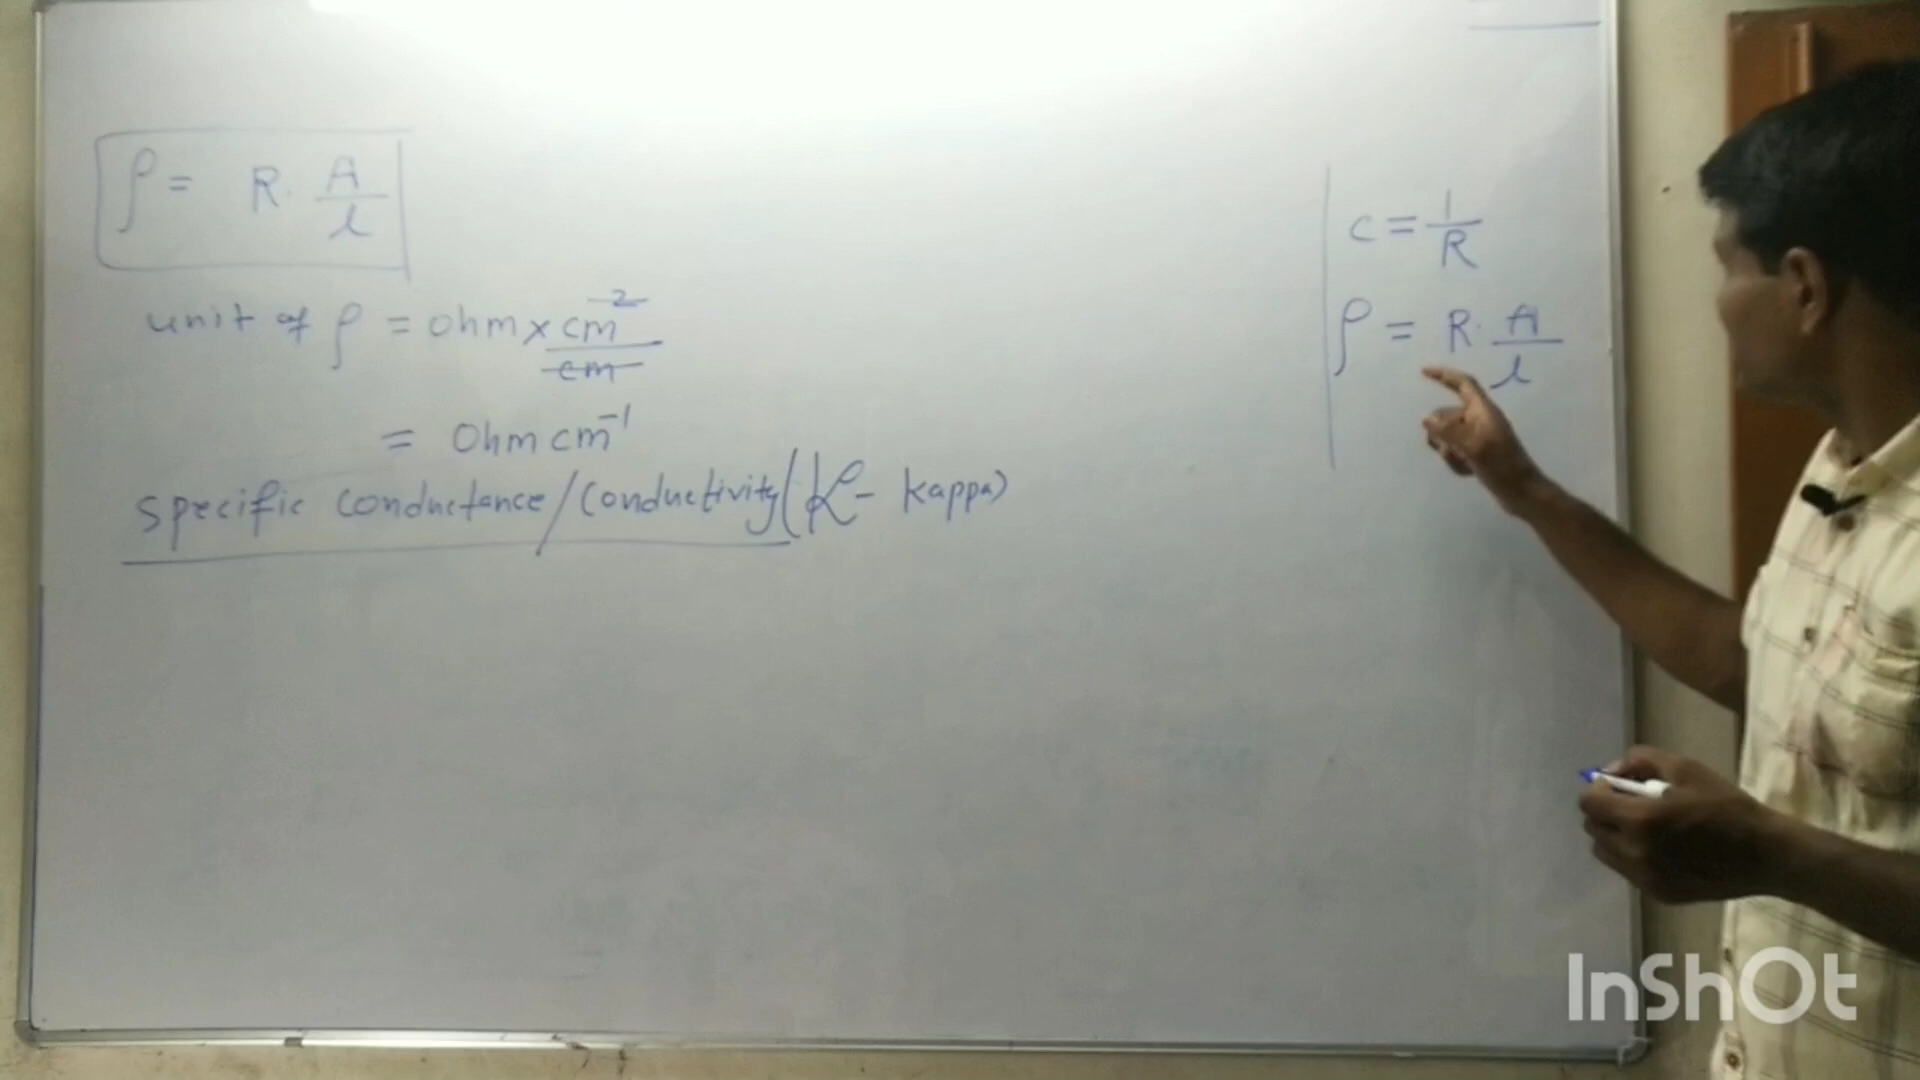 ρ = R. A/l
unit of ρ = ohm x cm²/cm
= Ohm cm⁻¹
specific conductance/conductivity (K - kappa)
c = 1/R
ρ = R. A/l
InShOt